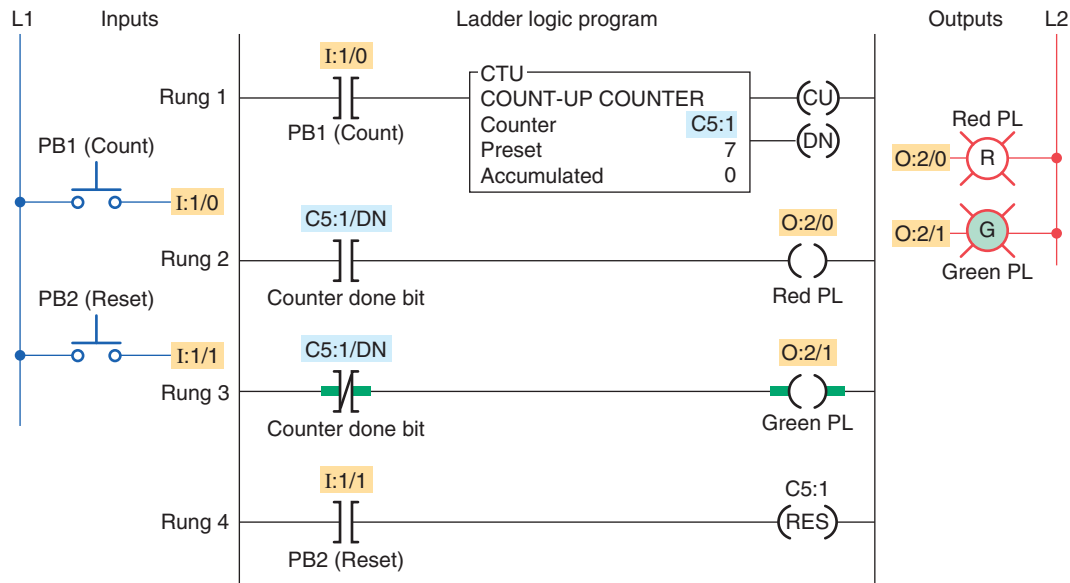 L1 Inputs Ladder logic program Outputs L2
I:1/0
Rung 1
PB1 (Count)
CTU
COUNT-UP COUNTER
Counter C5:1
Preset 7
Accumulated 0
CU
DN
PB1 (Count)
I:1/0
Red PL
O:2/0 R
O:2/1 G
Green PL
C5:1/DN O:2/0
Rung 2
Counter done bit Red PL
PB2 (Reset)
I:1/1
C5:1/DN O:2/1
Rung 3
Counter done bit Green PL
I:1/1 C5:1
Rung 4 RES
PB2 (Reset)